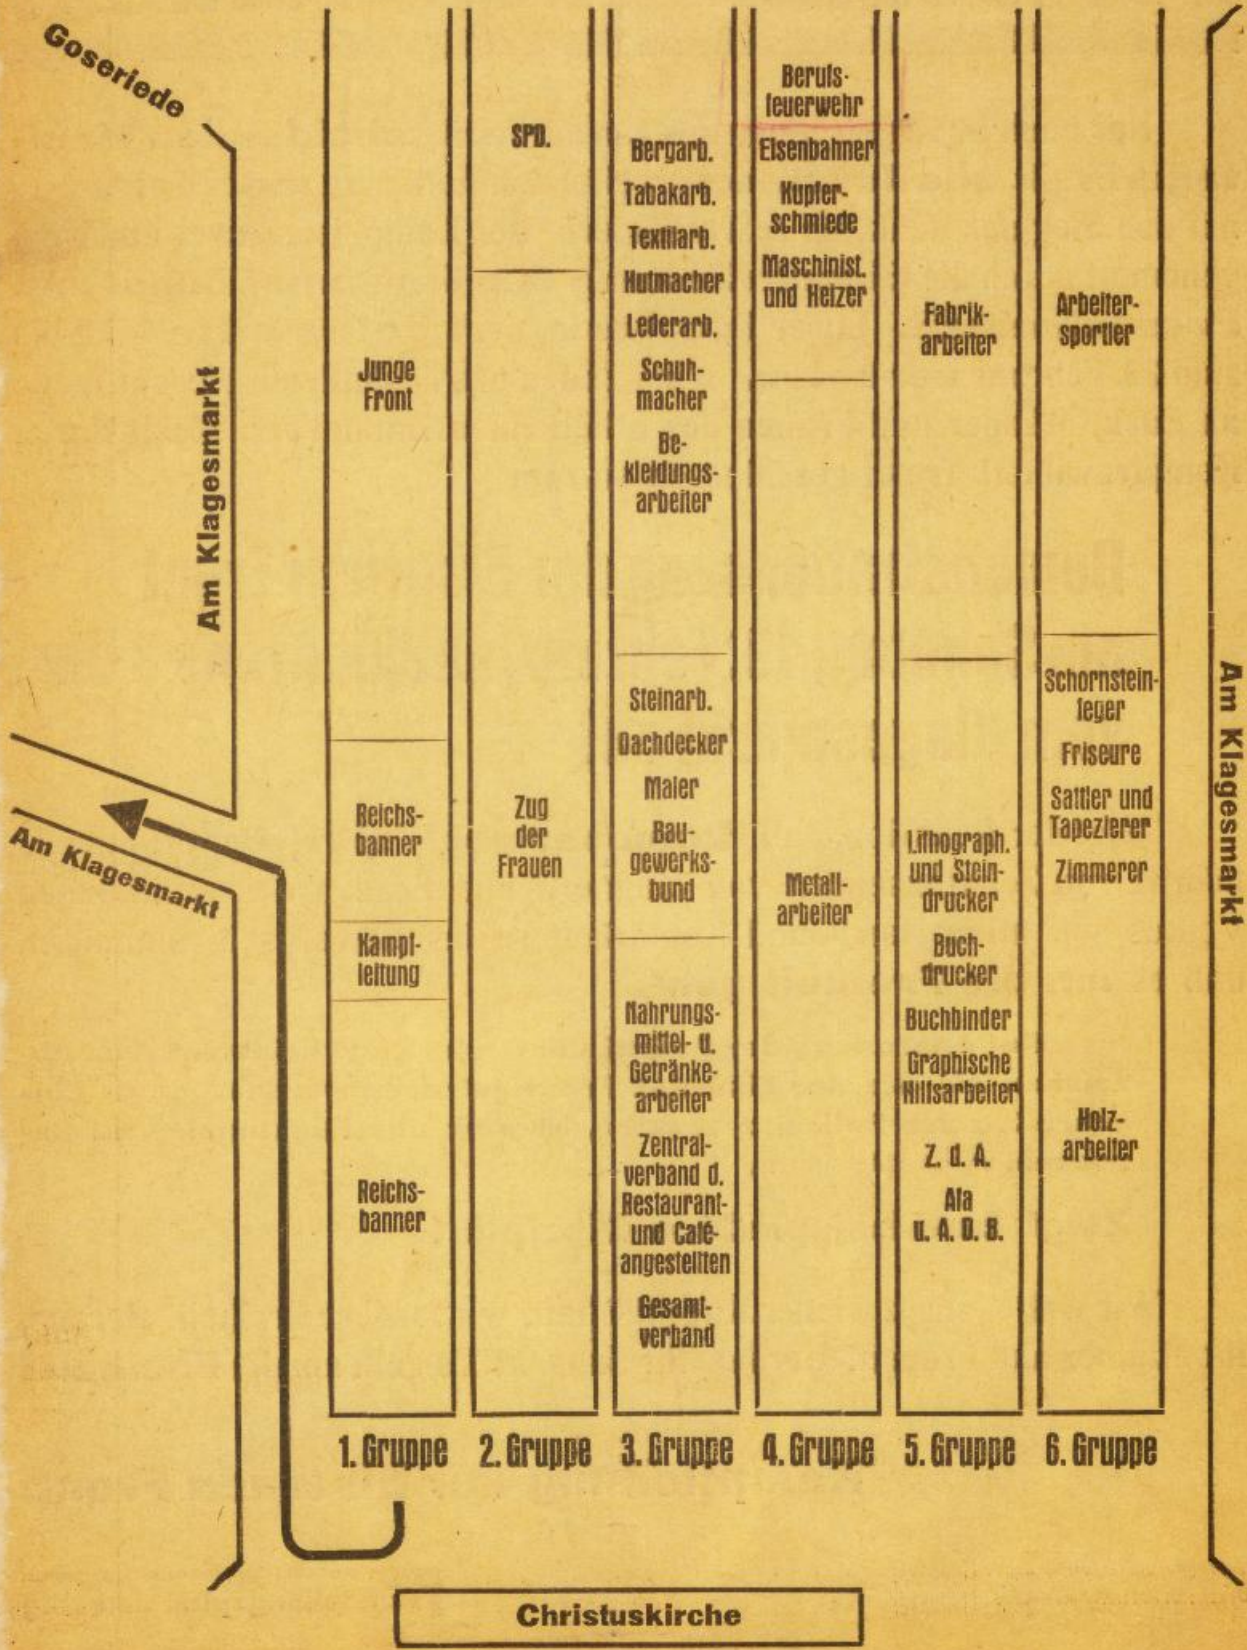 Goseriede
Am Klagesmarkt
Am Klagesmarkt
Junge
Front
Reichs-
banner
Kampf-
leitung
Reichs-
banner
1. Gruppe
SPD.
Zug
der
Frauen
2. Gruppe
Bergarb.
Tabakarb.
Textilarb.
Hutmacher
Lederarb.
Schuh-
macher
Be-
kleidungs-
arbeiter
Steinarb.
Dachdecker
Maler
Bau-
gewerks-
bund
Nahrungs-
mittel- u.
Getränke-
arbeiter
Zentral-
verband d.
Restaurant-
und Café-
angestellten
Gesamt-
verband
3. Gruppe
Berufs-
feuerwehr
Eisenbahner
Kupfer-
schmiede
Maschinist.
und Heizer
Metall-
arbeiter
4. Gruppe
Fabrik-
arbeiter
Lithograph.
und Stein-
drucker
Buch-
drucker
Buchbinder
Graphische
Hilfsarbeiter
Z. d. A.
Afa
u. A. D. B.
5. Gruppe
Arbeiter-
sportler
Schornstein-
feger
Friseure
Sattler und
Tapezierer
Zimmerer
Holz-
arbeiter
6. Gruppe
Am Klagesmarkt
Christuskirche